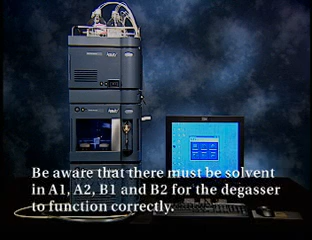 Be aware that there must be solvent
in A1, A2, B1 and B2 for the degasser
to function correctly.